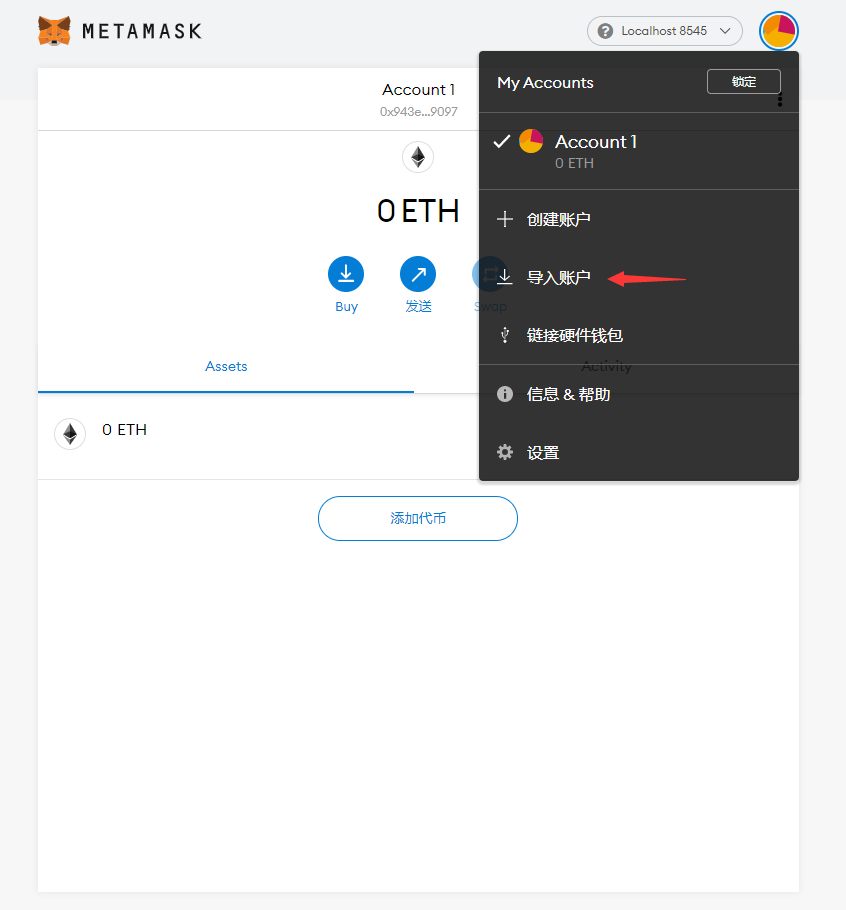 METAMASK
Localhost 8545
Account 1
0x943e...9097
0 ETH
Buy
发送
Swap
Assets
Activity
0 ETH
添加代币
My Accounts
锁定
Account 1
0 ETH
创建账户
导入账户
链接硬件钱包
信息 & 帮助
设置